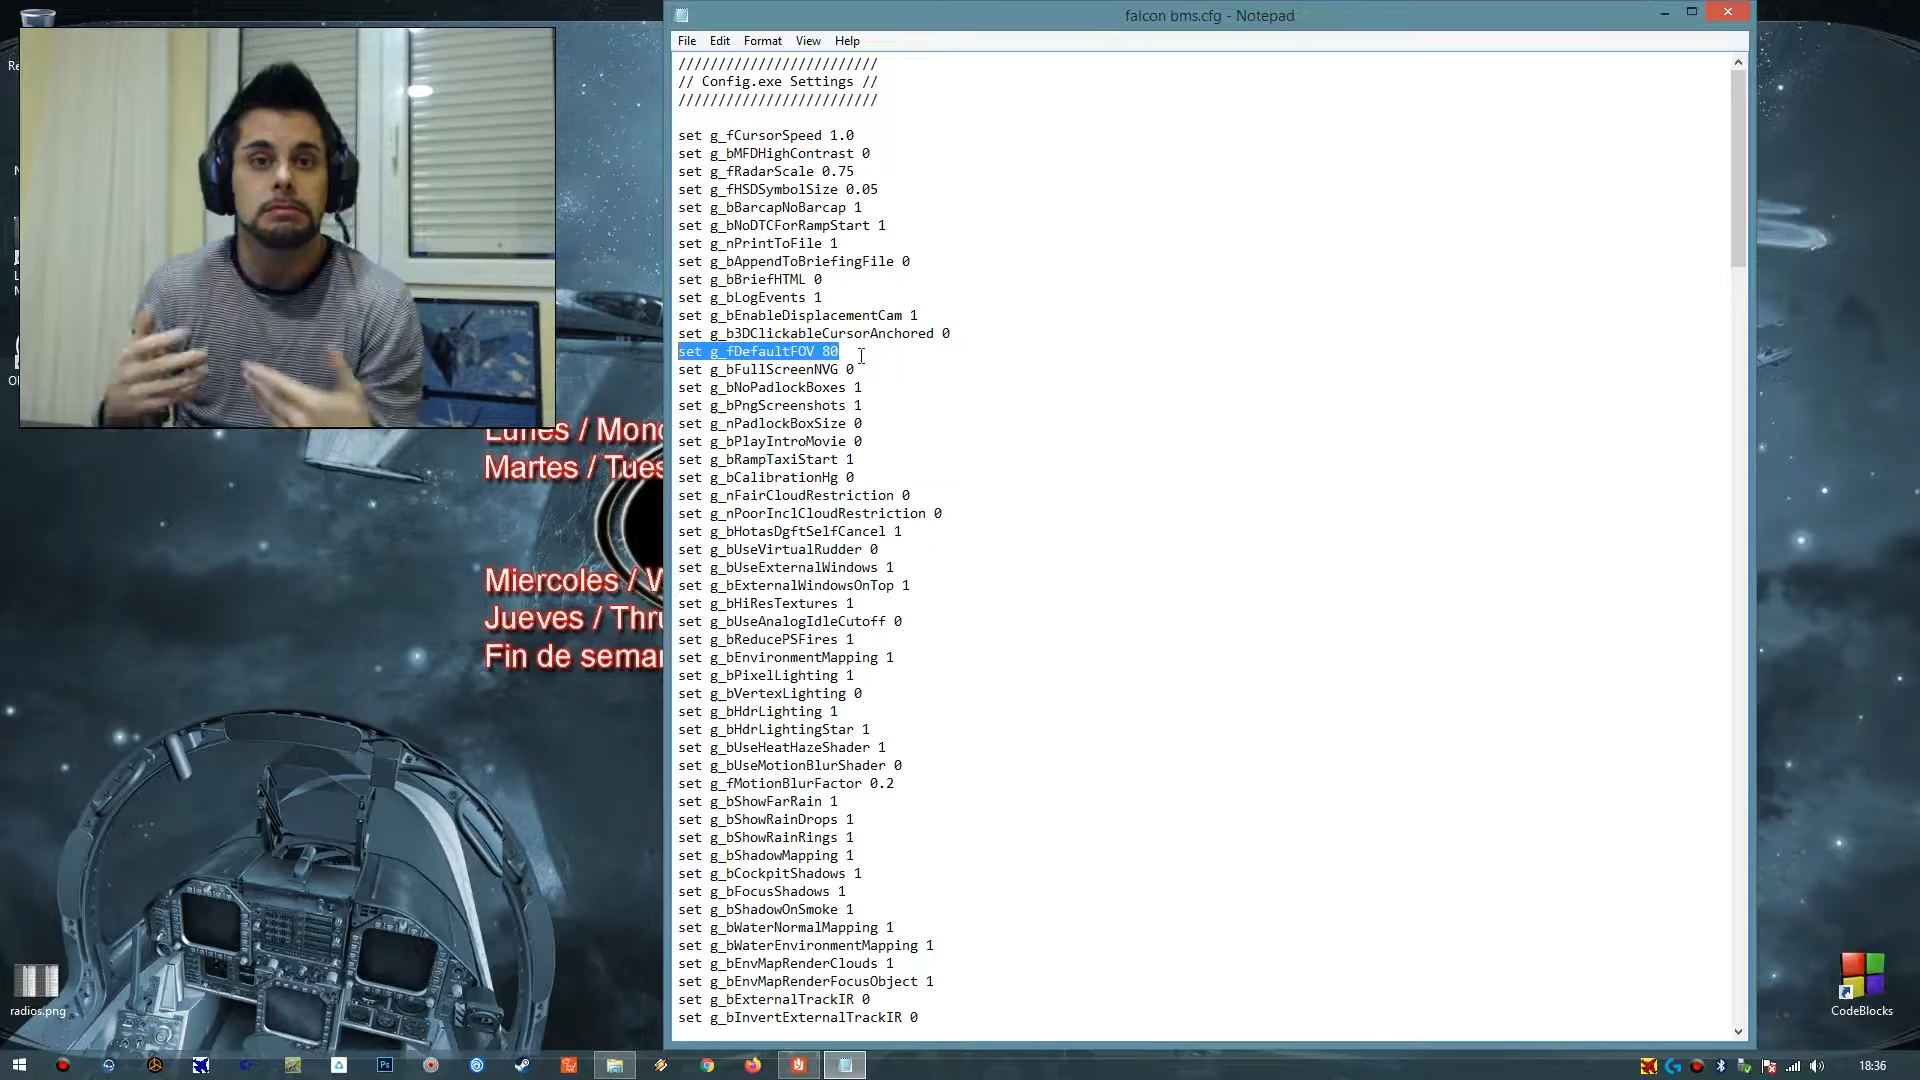 falcon bms.cfg - Notepad
File Edit Format View Help
/////////////////////////
// Config.exe Settings //
/////////////////////////
set g_fCursorSpeed 1.0
set g_bMFDHighContrast 0
set g_fRadarScale 0.75
set g_fHSDSymbolSize 0.05
set g_bBarcapNoBarcap 1
set g_bNoDTCForRampStart 1
set g_nPrintToFile 1
set g_bAppendToBriefingFile 0
set g_bBriefHTML 0
set g_bLogEvents 1
set g_bEnableDisplacementCam 1
set g_b3DClickableCursorAnchored 0
set g_fDefaultFOV 80
set g_bFullScreenNVG 0
set g_bNoPadlockBoxes 1
set g_bPngScreenshots 1
set g_nPadlockBoxSize 0
set g_bPlayIntroMovie 0
set g_bRampTaxiStart 1
set g_bCalibrationHg 0
set g_nFairCloudRestriction 0
set g_nPoorInclCloudRestriction 0
set g_bHotasDgftSelfCancel 1
set g_bUseVirtualRudder 0
set g_bUseExternalWindows 1
set g_bExternalWindowsOnTop 1
set g_bHiResTextures 1
set g_bUseAnalogIdleCutoff 0
set g_bReducePSFires 1
set g_bEnvironmentMapping 1
set g_bPixelLighting 1
set g_bVertexLighting 0
set g_bHdrLighting 1
set g_bHdrLightingStar 1
set g_bUseHeatHazeShader 1
set g_bUseMotionBlurShader 0
set g_fMotionBlurFactor 0.2
set g_bShowFarRain 1
set g_bShowRainDrops 1
set g_bShowRainRings 1
set g_bShadowMapping 1
set g_bCockpitShadows 1
set g_bFocusShadows 1
set g_bShadowOnSmoke 1
set g_bWaterNormalMapping 1
set g_bWaterEnvironmentMapping 1
set g_bEnvMapRenderClouds 1
set g_bEnvMapRenderFocusObject 1
set g_bExternalTrackIR 0
set g_bInvertExternalTrackIR 0
Lunes / Mond
Martes / Tues
Miercoles / W
Jueves / Thru
Fin de seman
radios.png
CodeBlocks
Ps
18:36